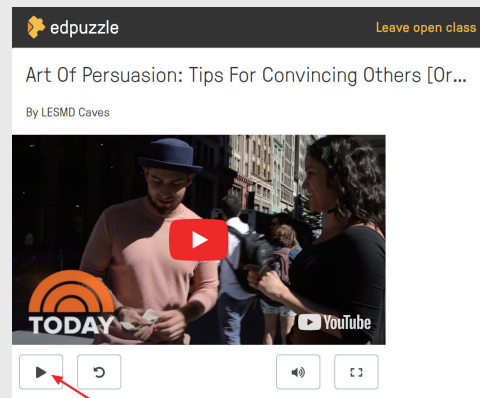 edpuzzle
Leave open class
Art Of Persuasion: Tips For Convincing Others [Or...
By LESMD Caves
TODAY
YouTube